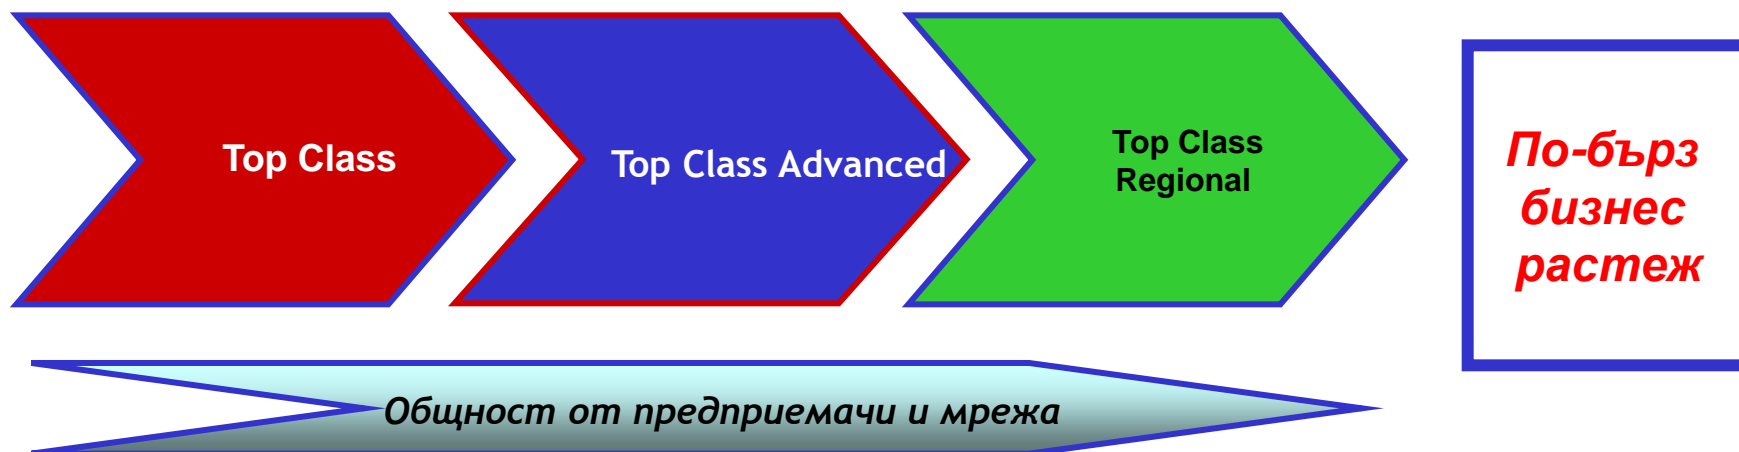 Top Class
Top Class Advanced
Top Class
Regional
По-бърз
бизнес
растеж
Общност от предприемачи и мрежа